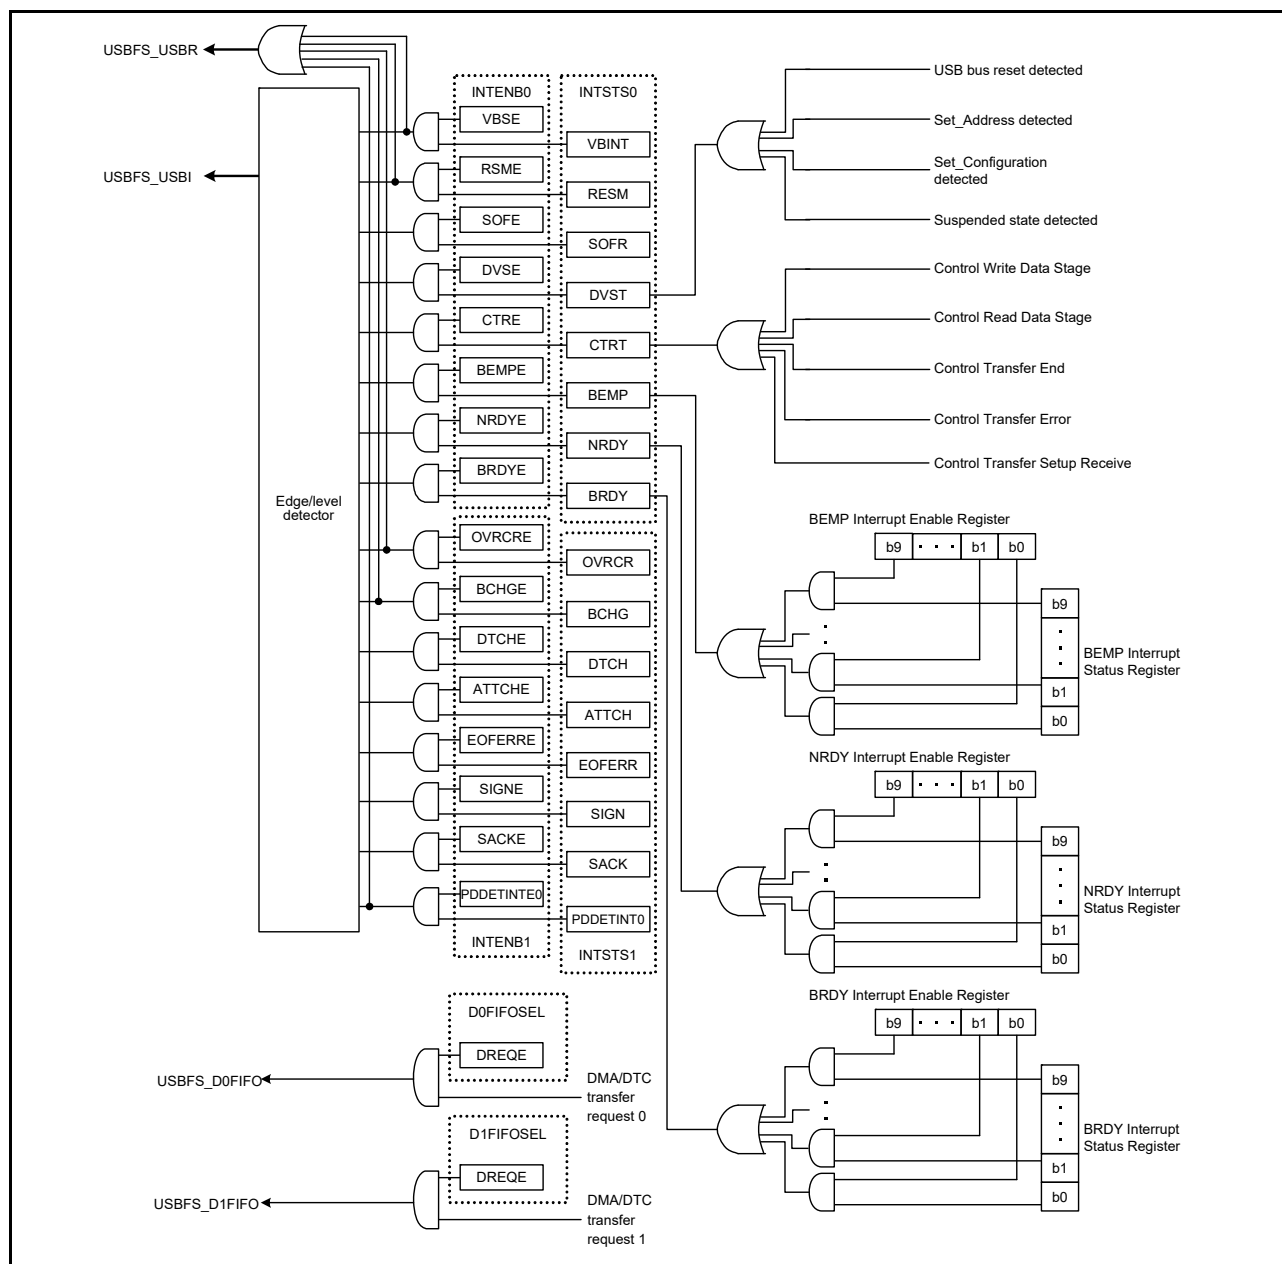 USBFS_USBR
USBFS_USBI
Edge/level
detector
INTENB0
VBSE
RSME
SOFE
DVSE
CTRE
BEMPE
NRDYE
BRDYE
OVRCRE
BCHGE
DTCHE
ATTCHE
EOFERRE
SIGNE
SACKE
PDDETINTE0
INTENB1
INTSTS0
VBINT
RESM
SOFR
DVST
CTRT
BEMP
NRDY
BRDY
OVRCR
BCHG
DTCH
ATTCH
EOFERR
SIGN
SACK
PDDETINT0
INTSTS1
USB bus reset detected
Set_Address detected
Set_Configuration
detected
Suspended state detected
Control Write Data Stage
Control Read Data Stage
Control Transfer End
Control Transfer Error
Control Transfer Setup Receive
BEMP Interrupt Enable Register
b9 · · · b1 b0
b9
b1
b0
BEMP Interrupt
Status Register
NRDY Interrupt Enable Register
b9 · · · b1 b0
b9
b1
b0
NRDY Interrupt
Status Register
BRDY Interrupt Enable Register
b9 · · · b1 b0
b9
b1
b0
BRDY Interrupt
Status Register
D0FIFOSEL
DREQE
USBFS_D0FIFO
DMA/DTC
transfer
request 0
D1FIFOSEL
DREQE
USBFS_D1FIFO
DMA/DTC
transfer
request 1